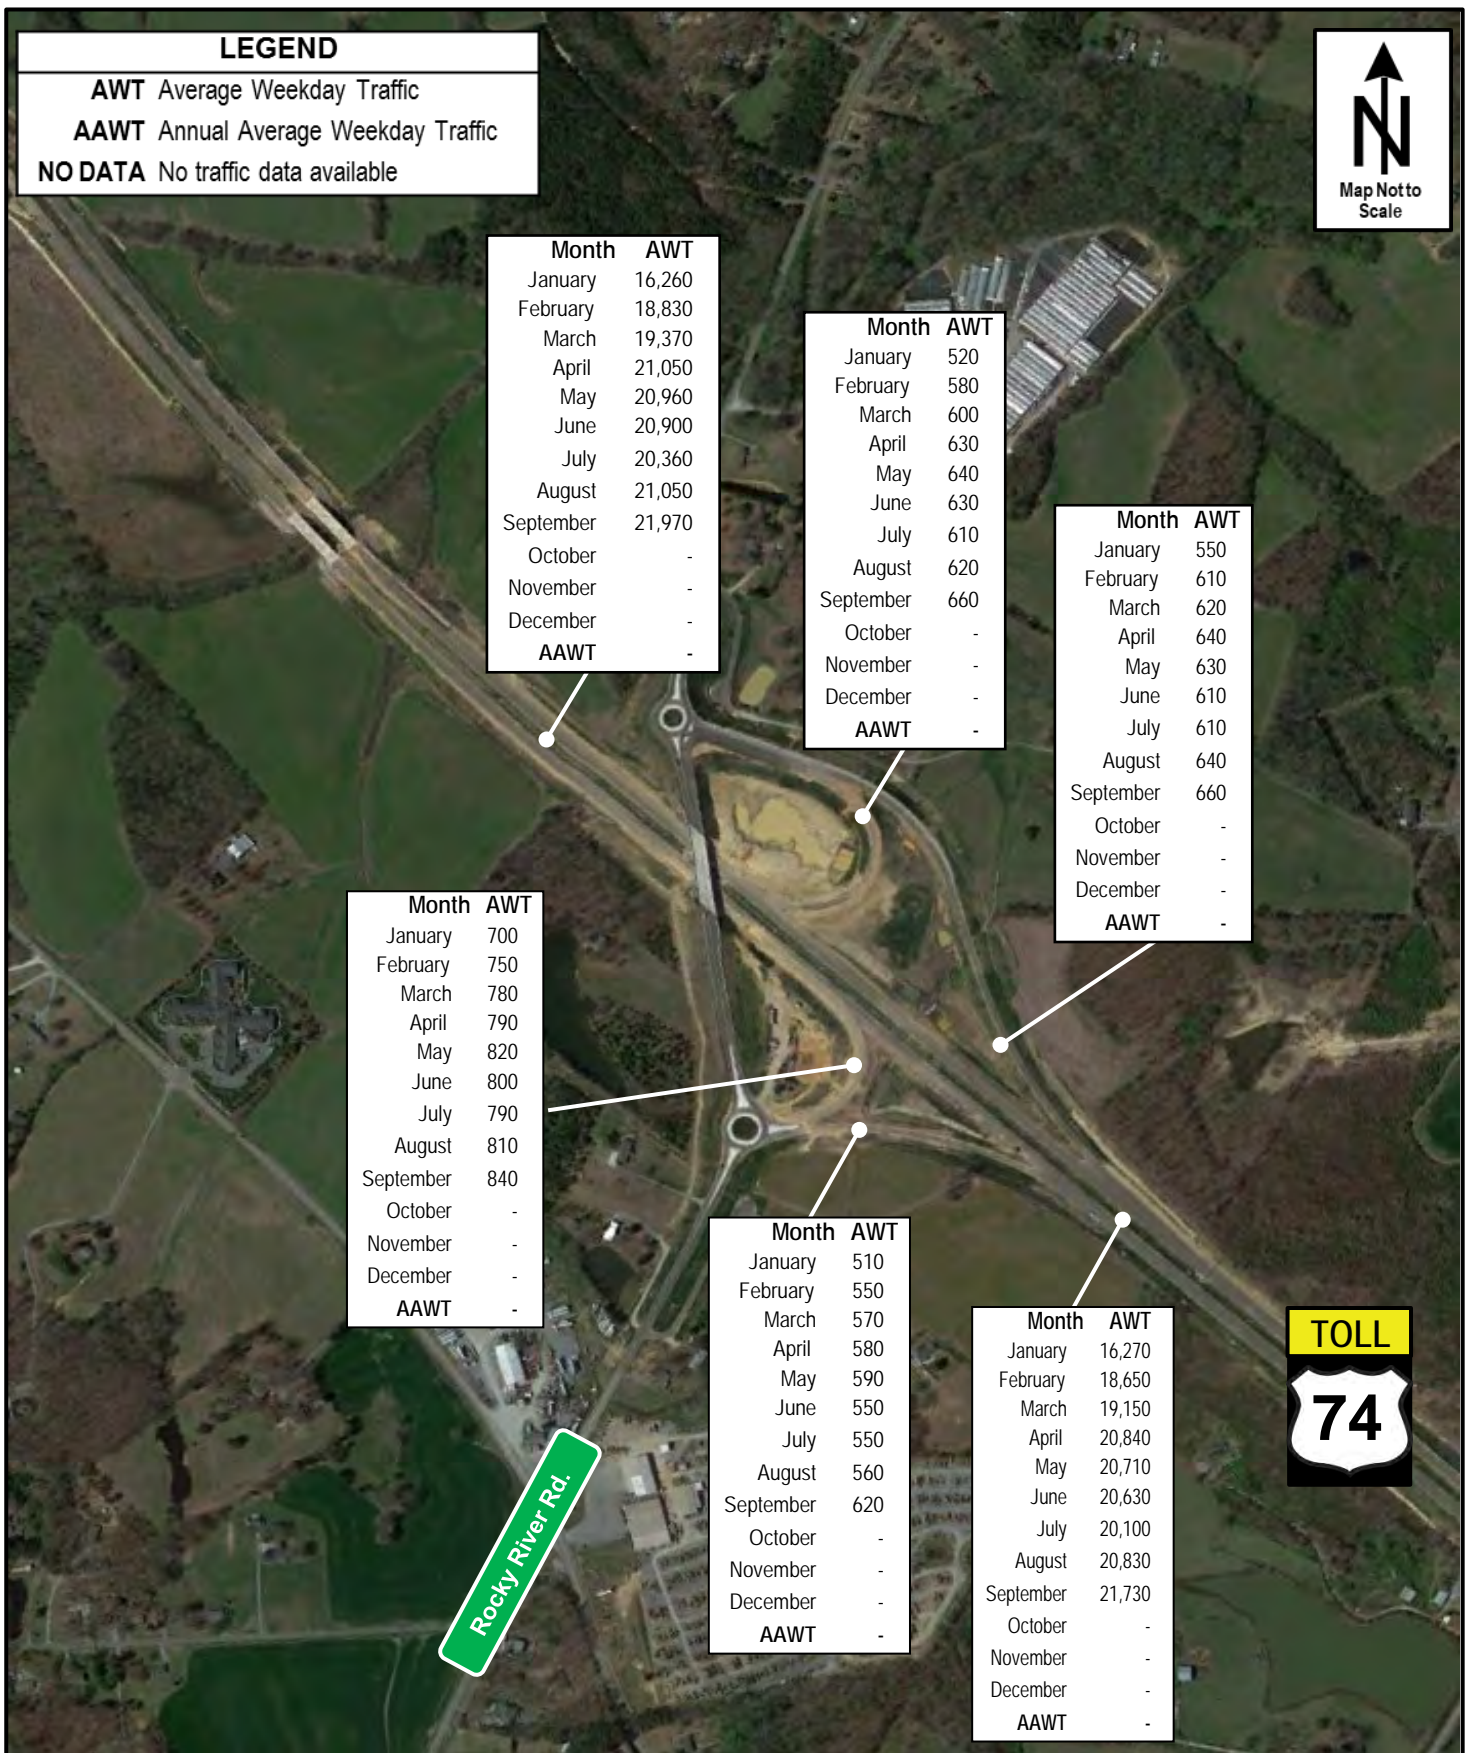 LEGEND
AWT Average Weekday Traffic
AAWT Annual Average Weekday Traffic
NO DATA No traffic data available
N
Map Not to
Scale
Month AWT
January 16,260
February 18,830
March 19,370
April 21,050
May 20,960
June 20,900
July 20,360
August 21,050
September 21,970
October -
November -
December -
AAWT -
Month AWT
January 520
February 580
March 600
April 630
May 640
June 630
July 610
August 620
September 660
October -
November -
December -
AAWT -
Month AWT
January 550
February 610
March 620
April 640
May 630
June 610
July 610
August 640
September 660
October -
November -
December -
AAWT -
Month AWT
January 700
February 750
March 780
April 790
May 820
June 800
July 790
August 810
September 840
October -
November -
December -
AAWT -
Month AWT
January 510
February 550
March 570
April 580
May 590
June 550
July 550
August 560
September 620
October -
November -
December -
AAWT -
Month AWT
January 16,270
February 18,650
March 19,150
April 20,840
May 20,710
June 20,630
July 20,100
August 20,830
September 21,730
October -
November -
December -
AAWT -
TOLL
74
Rocky River Rd.